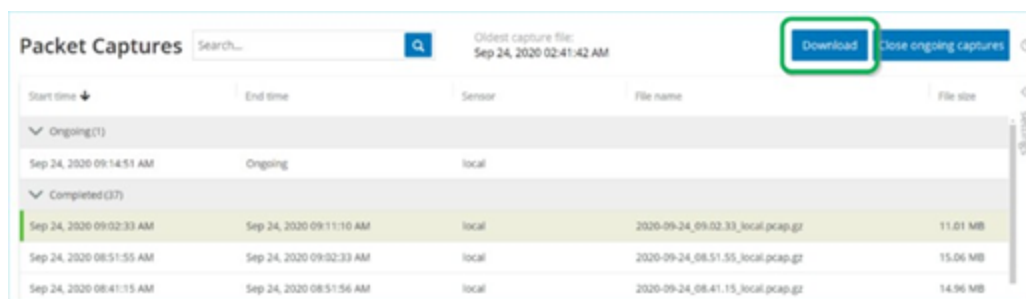 Packet Captures
Search...
Oldest capture file:
Sep 24, 2020 02:41:42 AM
Download
Close ongoing captures
Start time
End time
Sensor
File name
File size
Ongoing (1)
Sep 24, 2020 09:14:51 AM
Ongoing
local
Completed (37)
Sep 24, 2020 09:02:33 AM
Sep 24, 2020 09:11:10 AM
local
2020-09-24_09.02.33_local.pcap.gz
11.01 MB
Sep 24, 2020 08:51:55 AM
Sep 24, 2020 09:02:33 AM
local
2020-09-24_08.51.55_local.pcap.gz
15.06 MB
Sep 24, 2020 08:41:15 AM
Sep 24, 2020 08:51:56 AM
local
2020-09-24_08.41.15_local.pcap.gz
14.96 MB